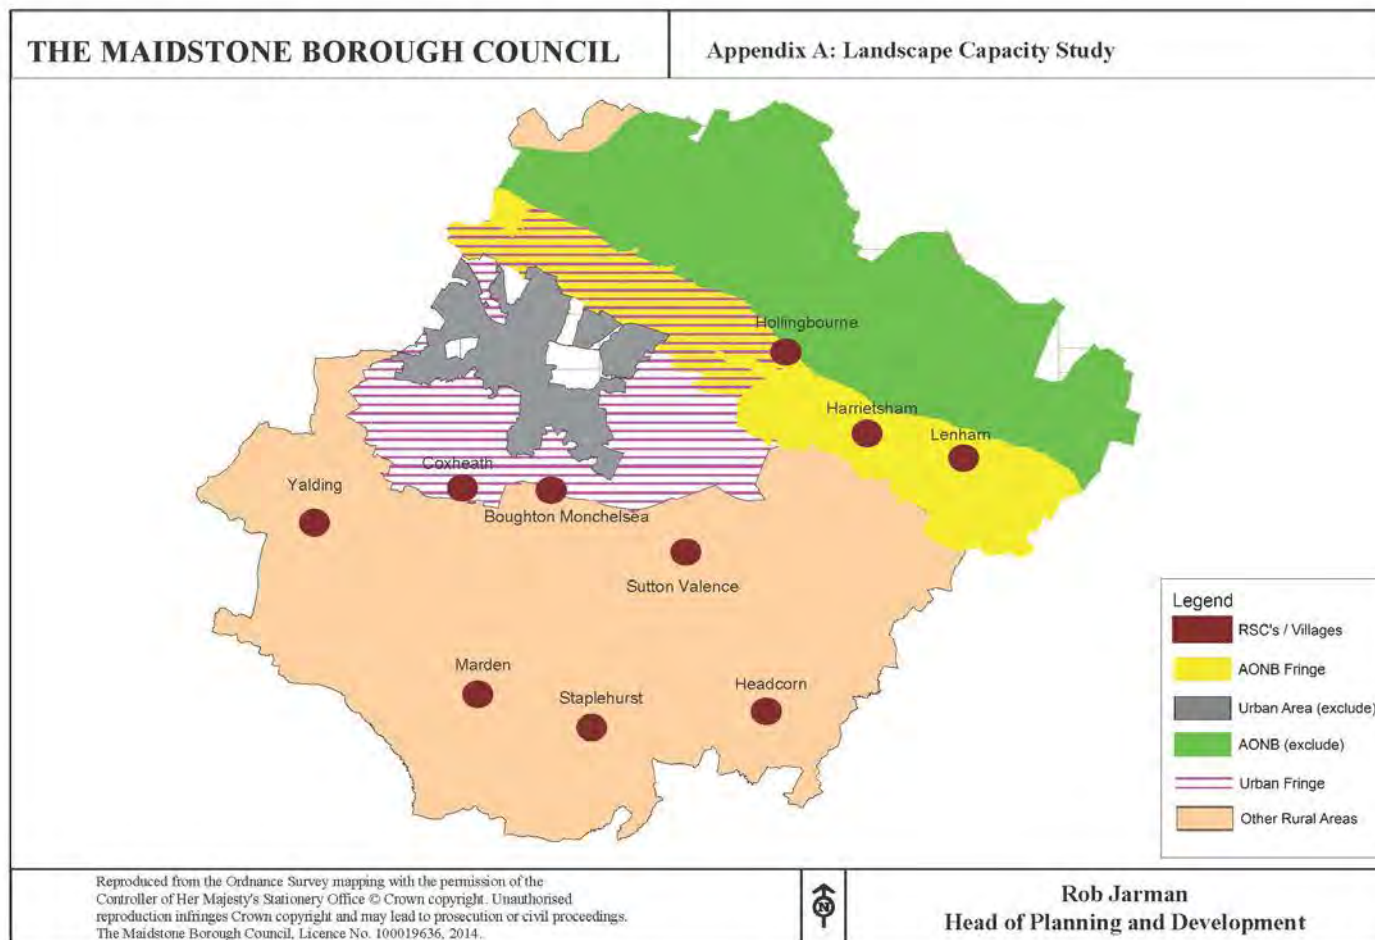 THE MAIDSTONE BOROUGH COUNCIL
Appendix A: Landscape Capacity Study
Hollingbourne
Harrietsham
Lenham
Coxheath
Yalding
Boughton Monchelsea
Sutton Valence
Marden
Staplehurst
Headcorn
Legend
RSC's / Villages
AONB Fringe
Urban Area (exclude)
AONB (exclude)
Urban Fringe
Other Rural Areas
Reproduced from the Ordnance Survey mapping with the permission of the
Controller of Her Majesty's Stationery Office © Crown copyright. Unauthorised
reproduction infringes Crown copyright and may lead to prosecution or civil proceedings.
The Maidstone Borough Council, Licence No. 100019636, 2014.
N
Rob Jarman
Head of Planning and Development